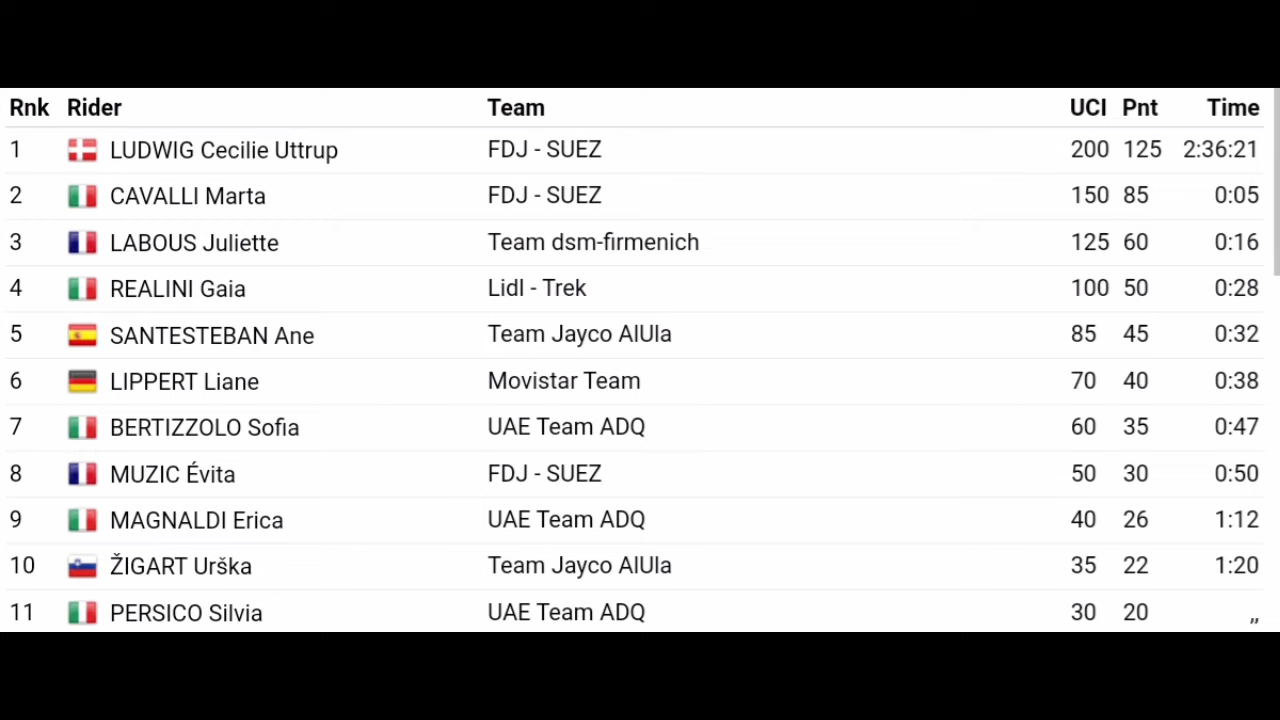 Rnk Rider Team UCI Pnt Time
1 LUDWIG Cecilie Uttrup FDJ - SUEZ 200 125 2:36:21
2 CAVALLI Marta FDJ - SUEZ 150 85 0:05
3 LABOUS Juliette Team dsm-firmenich 125 60 0:16
4 REALINI Gaia Lidl - Trek 100 50 0:28
5 SANTESTEBAN Ane Team Jayco AlUla 85 45 0:32
6 LIPPERT Liane Movistar Team 70 40 0:38
7 BERTIZZOLO Sofia UAE Team ADQ 60 35 0:47
8 MUZIC Évita FDJ - SUEZ 50 30 0:50
9 MAGNALDI Erica UAE Team ADQ 40 26 1:12
10 ŽIGART Urška Team Jayco AlUla 35 22 1:20
11 PERSICO Silvia UAE Team ADQ 30 20 ,,